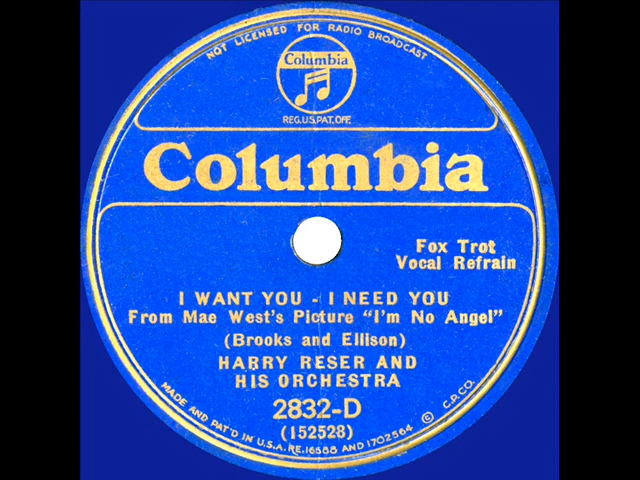 NOT LICENSED FOR RADIO BROADCAST
Columbia
REG.U.S.PAT.OFF.
Columbia
Fox Trot
Vocal Refrain
I WANT YOU - I NEED YOU
From Mae West's Picture "I'm No Angel"
(Brooks and Ellison)
HARRY RESER AND
HIS ORCHESTRA
2832-D
(152528)
MADE AND PAT'D IN U.S.A. RE.16588 AND 1702564 © C.P.CO.